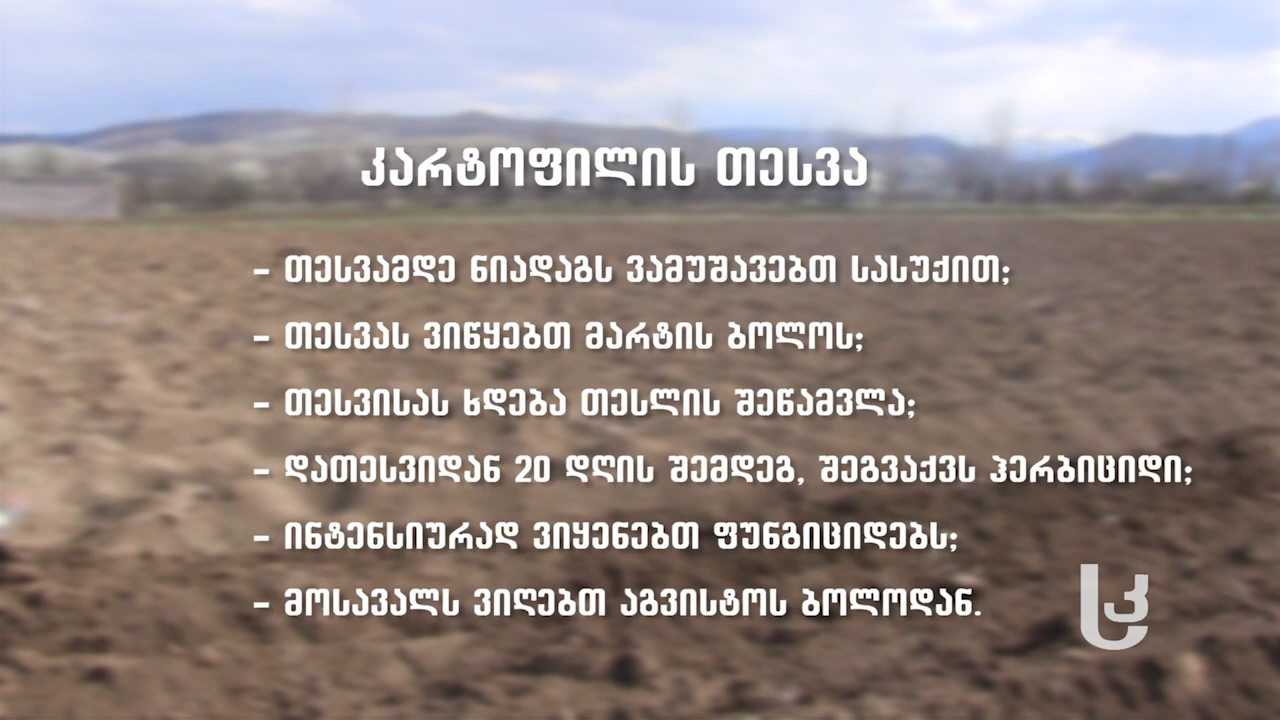 კარტოფილის თესვა
- თესვამდე ნიადაგს ვამუშავებთ სასუქით;
- თესვას ვიწყებთ მარტის ბოლოს;
- თესვისას ხდება თესლის შეწამვლა;
- დათესვიდან 20 დღის შემდეგ, შეგვაქვს ჰერბიციდი;
- ინტენსიურად ვიყენებთ ფუნგიციდებს;
- მოსავალს ვიღებთ აგვისტოს ბოლოდან.